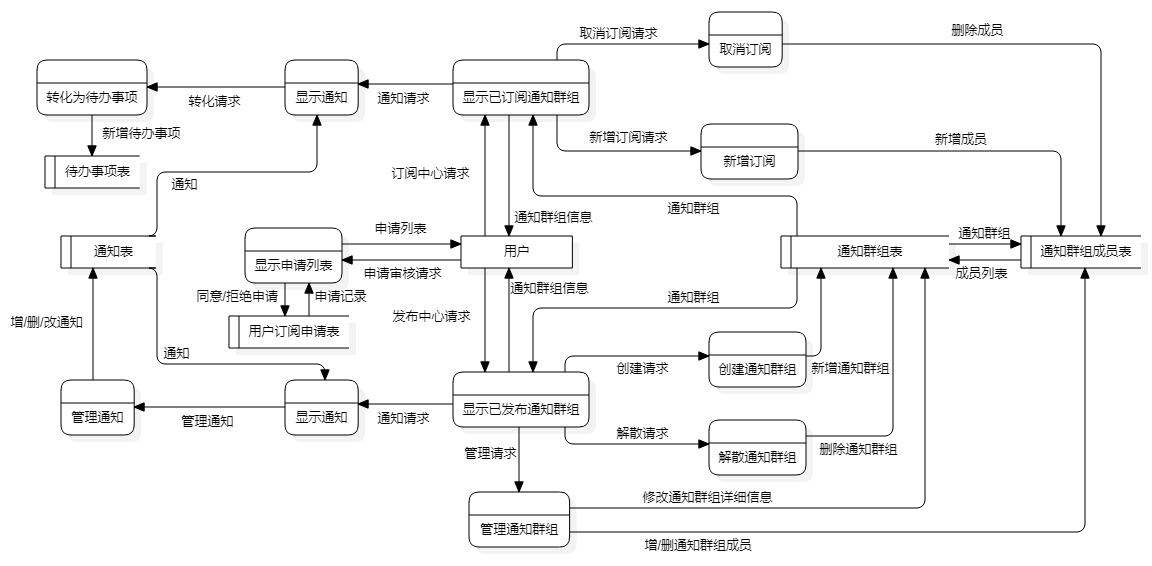 取消订阅请求
删除成员
取消订阅
转化为待办事项
转化请求
显示通知
通知请求
显示已订阅通知群组
新增待办事项
新增订阅请求
新增成员
新增订阅
待办事项表
通知
订阅中心请求
通知群组
通知群组信息
申请列表
通知表
显示申请列表
用户
通知群组表
通知群组
通知群组成员表
申请审核请求
成员列表
同意/拒绝申请
申请记录
通知群组信息
通知群组
用户订阅申请表
发布中心请求
增/删/改通知
通知
创建请求
创建通知群组
新增通知群组
管理通知
管理通知
显示通知
通知请求
显示已发布通知群组
解散请求
解散通知群组
删除通知群组
管理请求
修改通知群组详细信息
管理通知群组
增/删通知群组成员